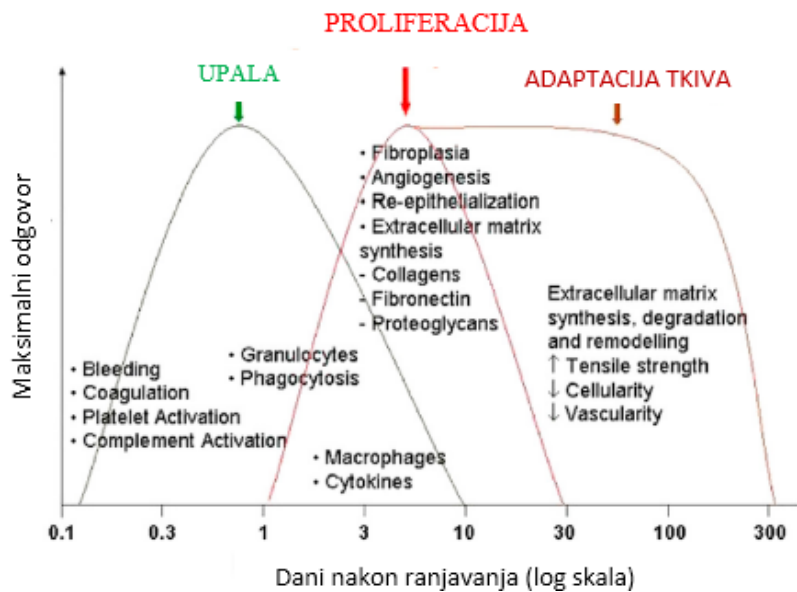 PROLIFERACIJA
UPALA
ADAPTACIJA TKIVA
Maksimalni odgovor
• Fibroplasia
• Angiogenesis
• Re-epithelialization
• Extracellular matrix
synthesis
- Collagens
- Fibronectin
- Proteoglycans
Extracellular matrix
synthesis, degradation
and remodelling
↑ Tensile strength
↓ Cellularity
↓ Vascularity
• Granulocytes
• Phagocytosis
• Bleeding
• Coagulation
• Platelet Activation
• Complement Activation
• Macrophages
• Cytokines
0.1 0.3 1 3 10 30 100 300
Dani nakon ranjavanja (log skala)